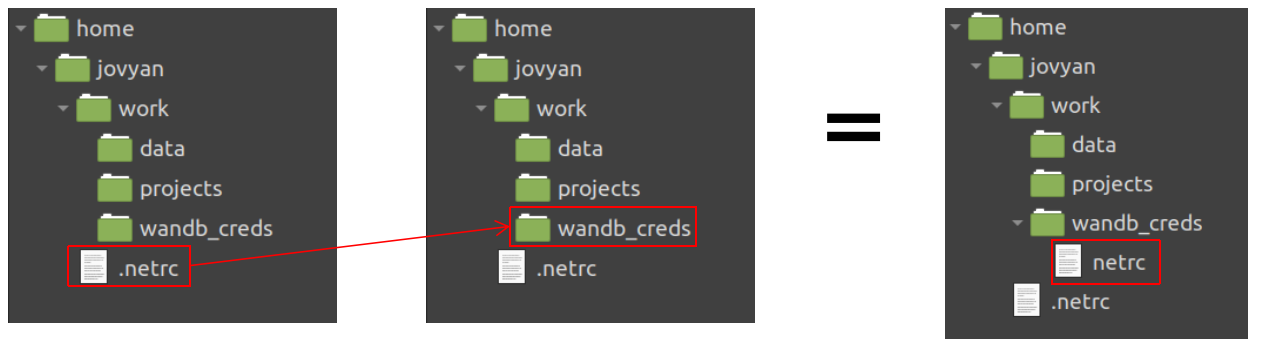 home
jovyan
work
data
projects
wandb_creds
.netrc
home
jovyan
work
data
projects
wandb_creds
.netrc
=
home
jovyan
work
data
projects
wandb_creds
netrc
.netrc